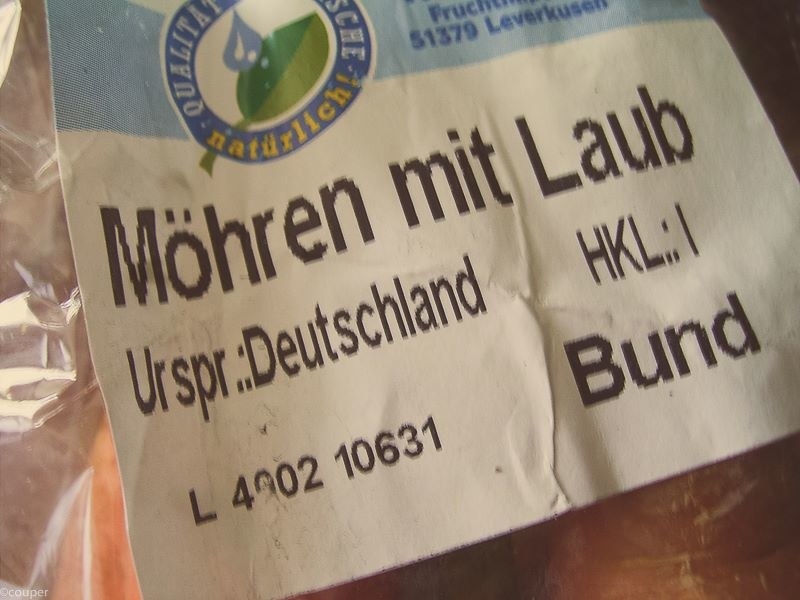 QUALITÄT
natürlich!
51379 Leverkusen
Möhren mit Laub
HKL.: I
Urspr.:Deutschland
Bund
L 4902 10631
©couper